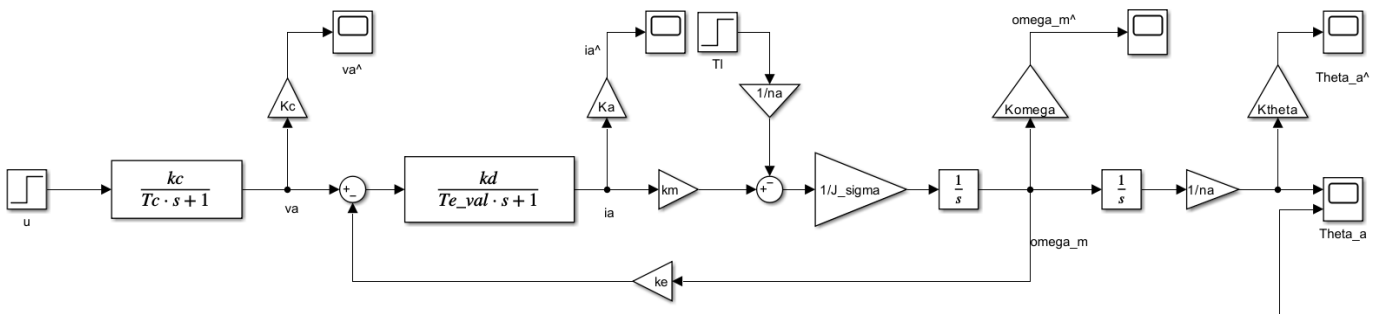 va^
Kc
ia^
Ka
Tl
1/na
omega_m^
Komega
Theta_a^
Ktheta
u
kc
Tc · s + 1
va
+
−
kd
Te_val · s + 1
ia
km
+
−
1/J_sigma
1
s
omega_m
1
s
1/na
Theta_a
ke